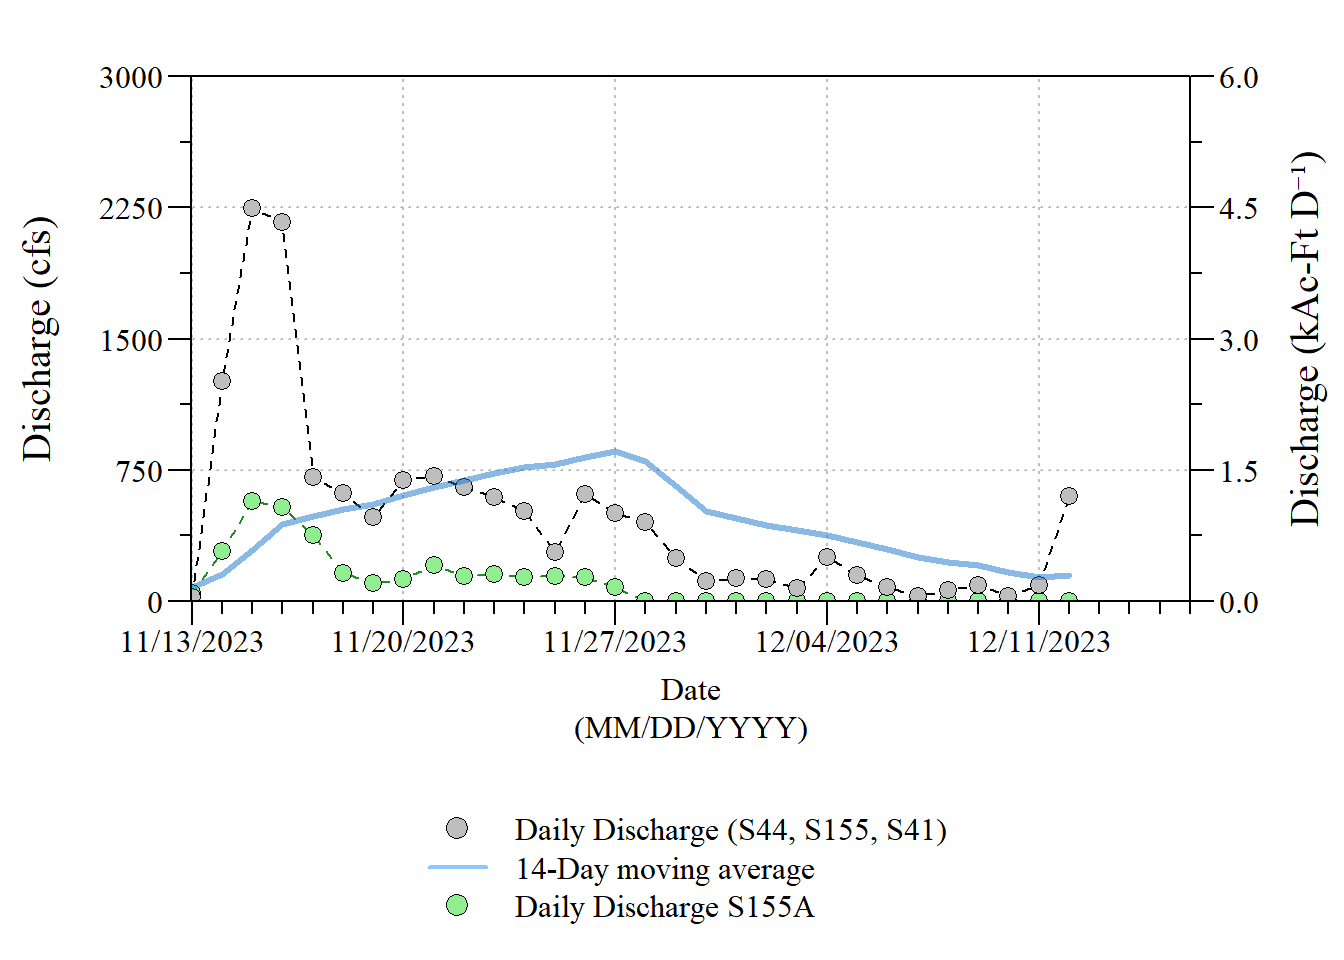 3000
2250
1500
750
0
Discharge (cfs)
6.0
4.5
3.0
1.5
0.0
Discharge (kAc-Ft D⁻¹)
11/13/2023
11/20/2023
11/27/2023
12/04/2023
12/11/2023
Date
(MM/DD/YYYY)
Daily Discharge (S44, S155, S41)
14-Day moving average
Daily Discharge S155A